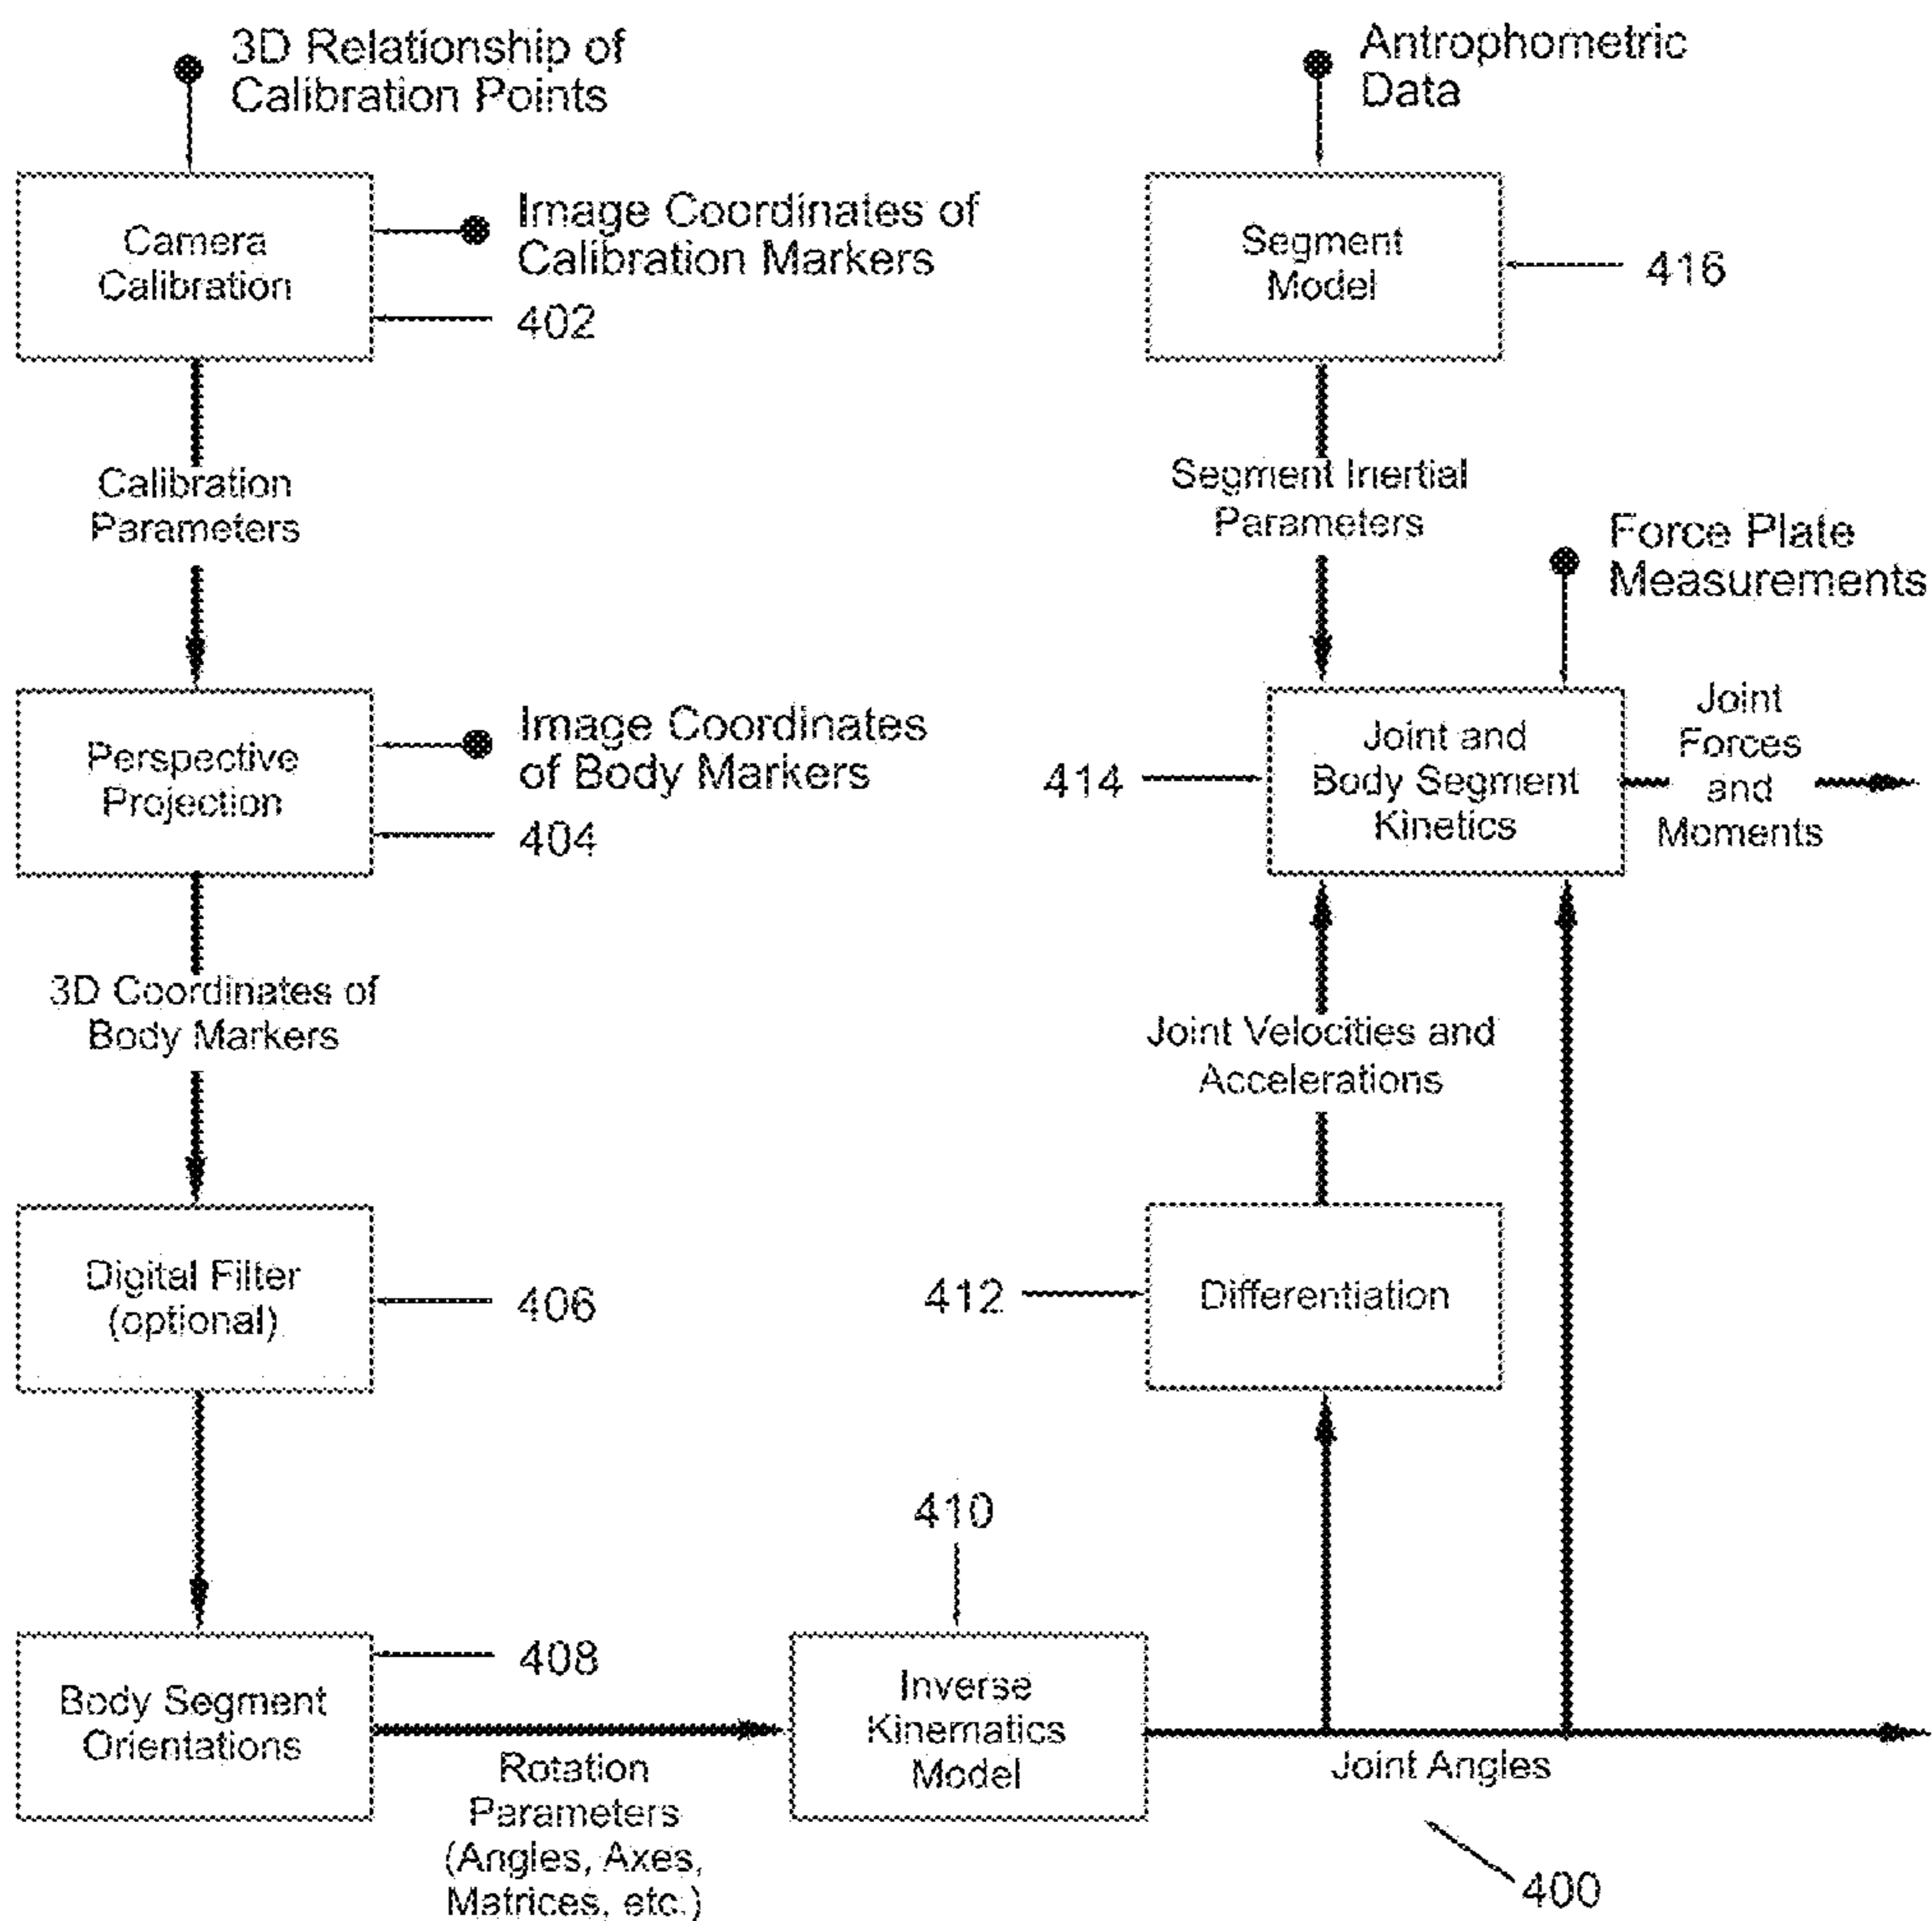 3D Relationship of
Calibration Points
Camera
Calibration
Image Coordinates of
Calibration Markers
402
Calibration
Parameters
Perspective
Projection
Image Coordinates
of Body Markers
404
3D Coordinates of
Body Markers
Digital Filter
(optional)
406
Body Segment
Orientations
408
Rotation
Parameters
(Angles, Axes,
Matrices, etc.)
410
Inverse
Kinematics
Model
Joint Angles
400
412
Differentiation
Joint Velocities and
Accelerations
414
Joint and
Body Segment
Kinetics
Joint
Forces
and
Moments
Force Plate
Measurements
Segment Inertial
Parameters
Segment
Model
416
Antrophometric
Data